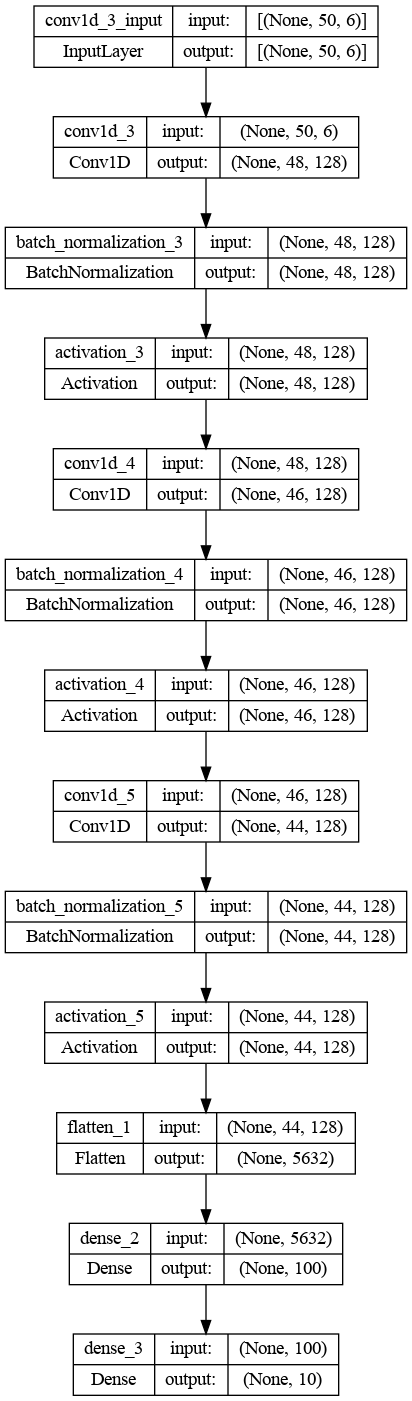 conv1d_3_input input: [(None, 50, 6)]
InputLayer output: [(None, 50, 6)]
conv1d_3 input: (None, 50, 6)
Conv1D output: (None, 48, 128)
batch_normalization_3 input: (None, 48, 128)
BatchNormalization output: (None, 48, 128)
activation_3 input: (None, 48, 128)
Activation output: (None, 48, 128)
conv1d_4 input: (None, 48, 128)
Conv1D output: (None, 46, 128)
batch_normalization_4 input: (None, 46, 128)
BatchNormalization output: (None, 46, 128)
activation_4 input: (None, 46, 128)
Activation output: (None, 46, 128)
conv1d_5 input: (None, 46, 128)
Conv1D output: (None, 44, 128)
batch_normalization_5 input: (None, 44, 128)
BatchNormalization output: (None, 44, 128)
activation_5 input: (None, 44, 128)
Activation output: (None, 44, 128)
flatten_1 input: (None, 44, 128)
Flatten output: (None, 5632)
dense_2 input: (None, 5632)
Dense output: (None, 100)
dense_3 input: (None, 100)
Dense output: (None, 10)